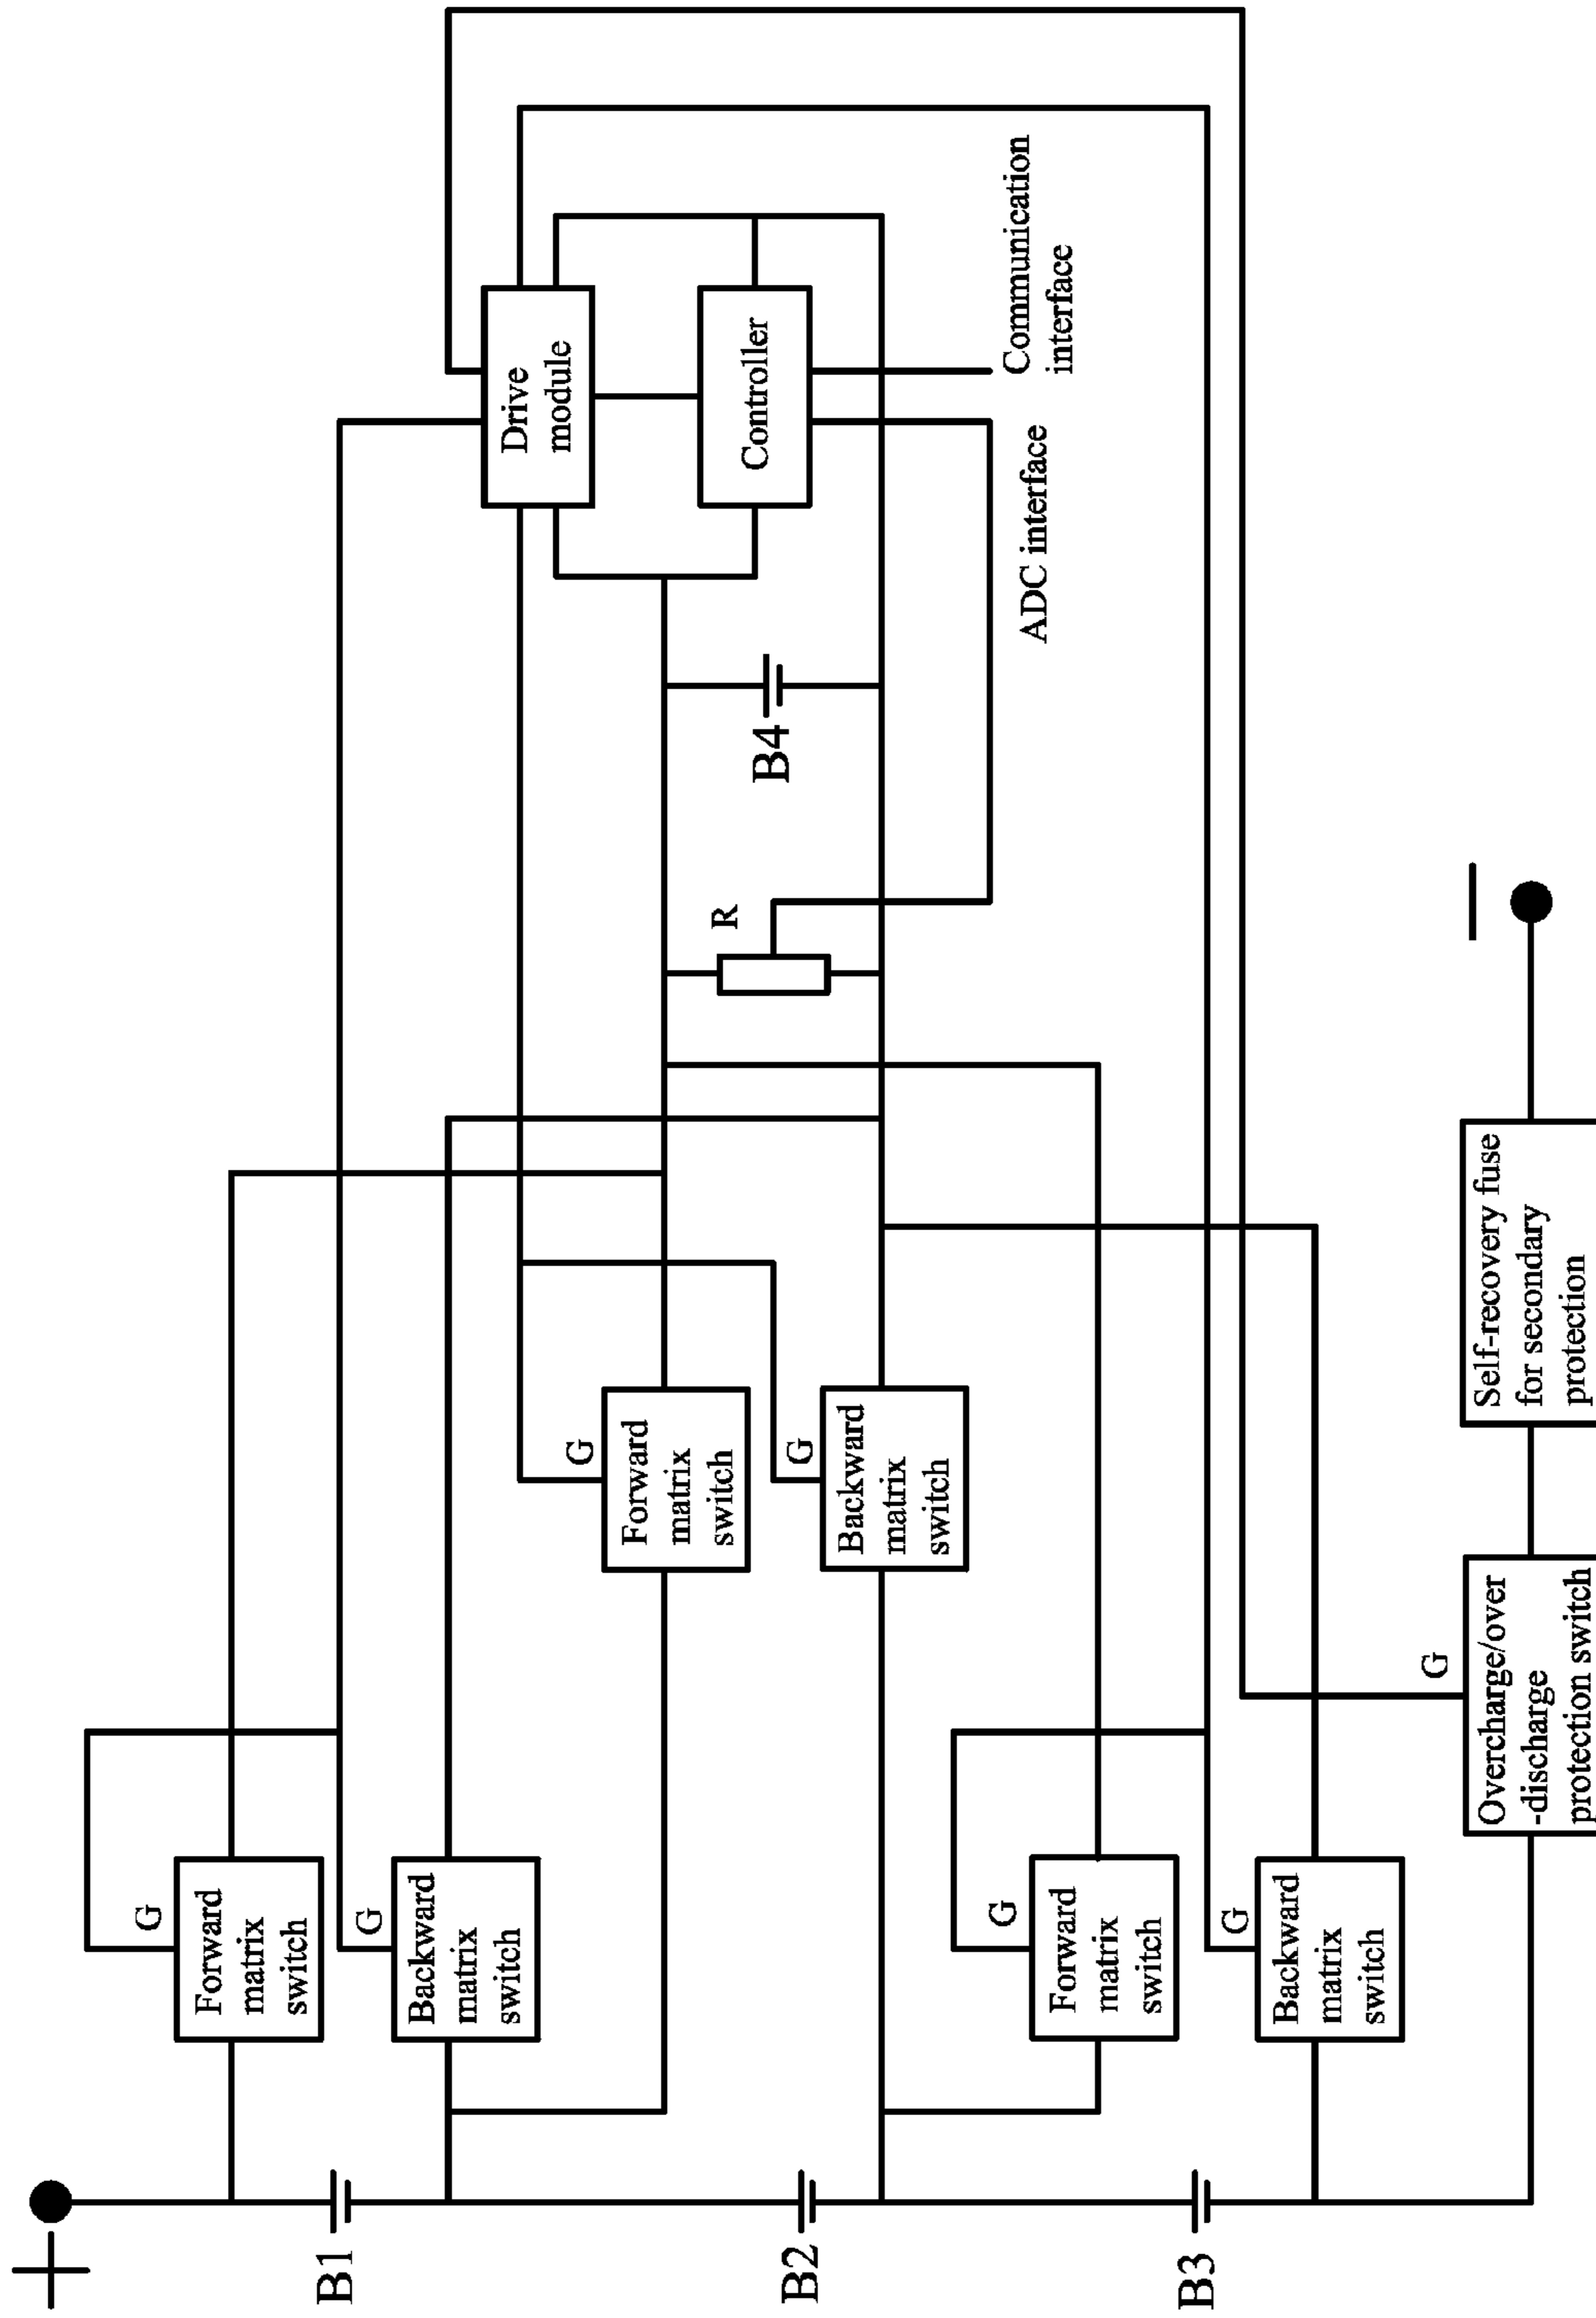 +
B1
B2
B3
G
Forward
matrix
switch
G
Backward
matrix
switch
G
Forward
matrix
switch
G
Backward
matrix
switch
G
Forward
matrix
switch
G
Backward
matrix
switch
G
Overcharge/over
-discharge
protection switch
Self-recovery fuse
for secondary
protection
R
B4
Drive
module
Controller
ADC interface
Communication
interface